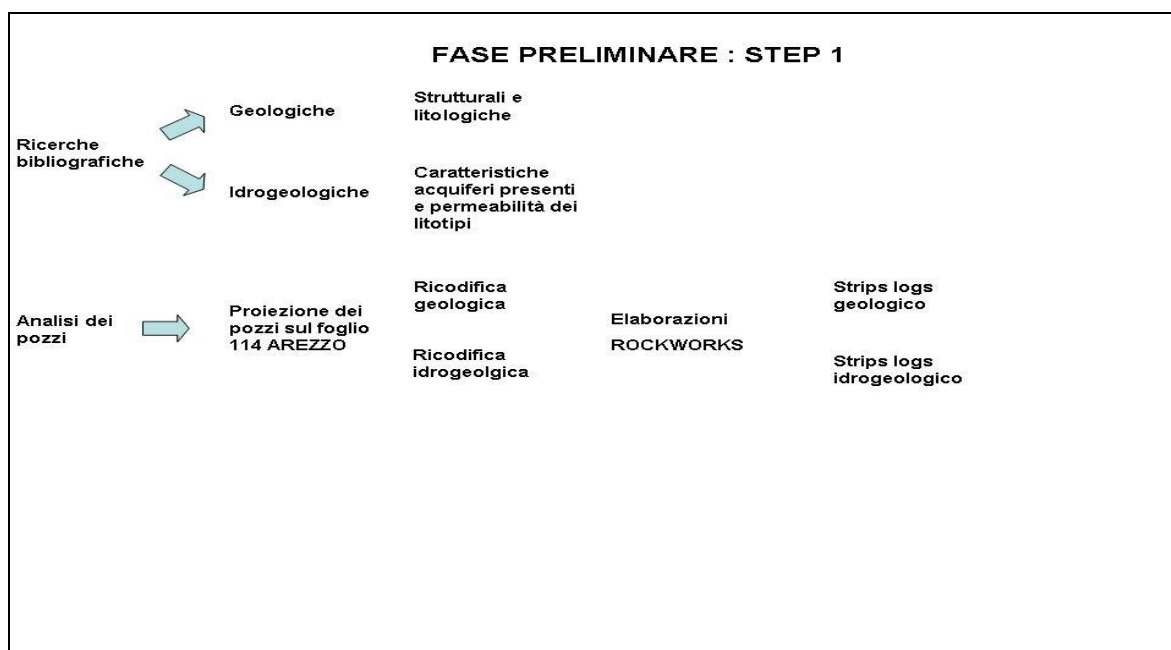 FASE PRELIMINARE : STEP 1
Ricerche
bibliografiche
Geologiche
Strutturali e
litologiche
Idrogeologiche
Caratteristiche
acquiferi presenti
e permeabilità dei
litotipi
Analisi dei
pozzi
Proiezione dei
pozzi sul foglio
114 AREZZO
Ricodifica
geologica
Ricodifica
idrogeolgica
Elaborazioni
ROCKWORKS
Strips logs
geologico
Strips logs
idrogeologico